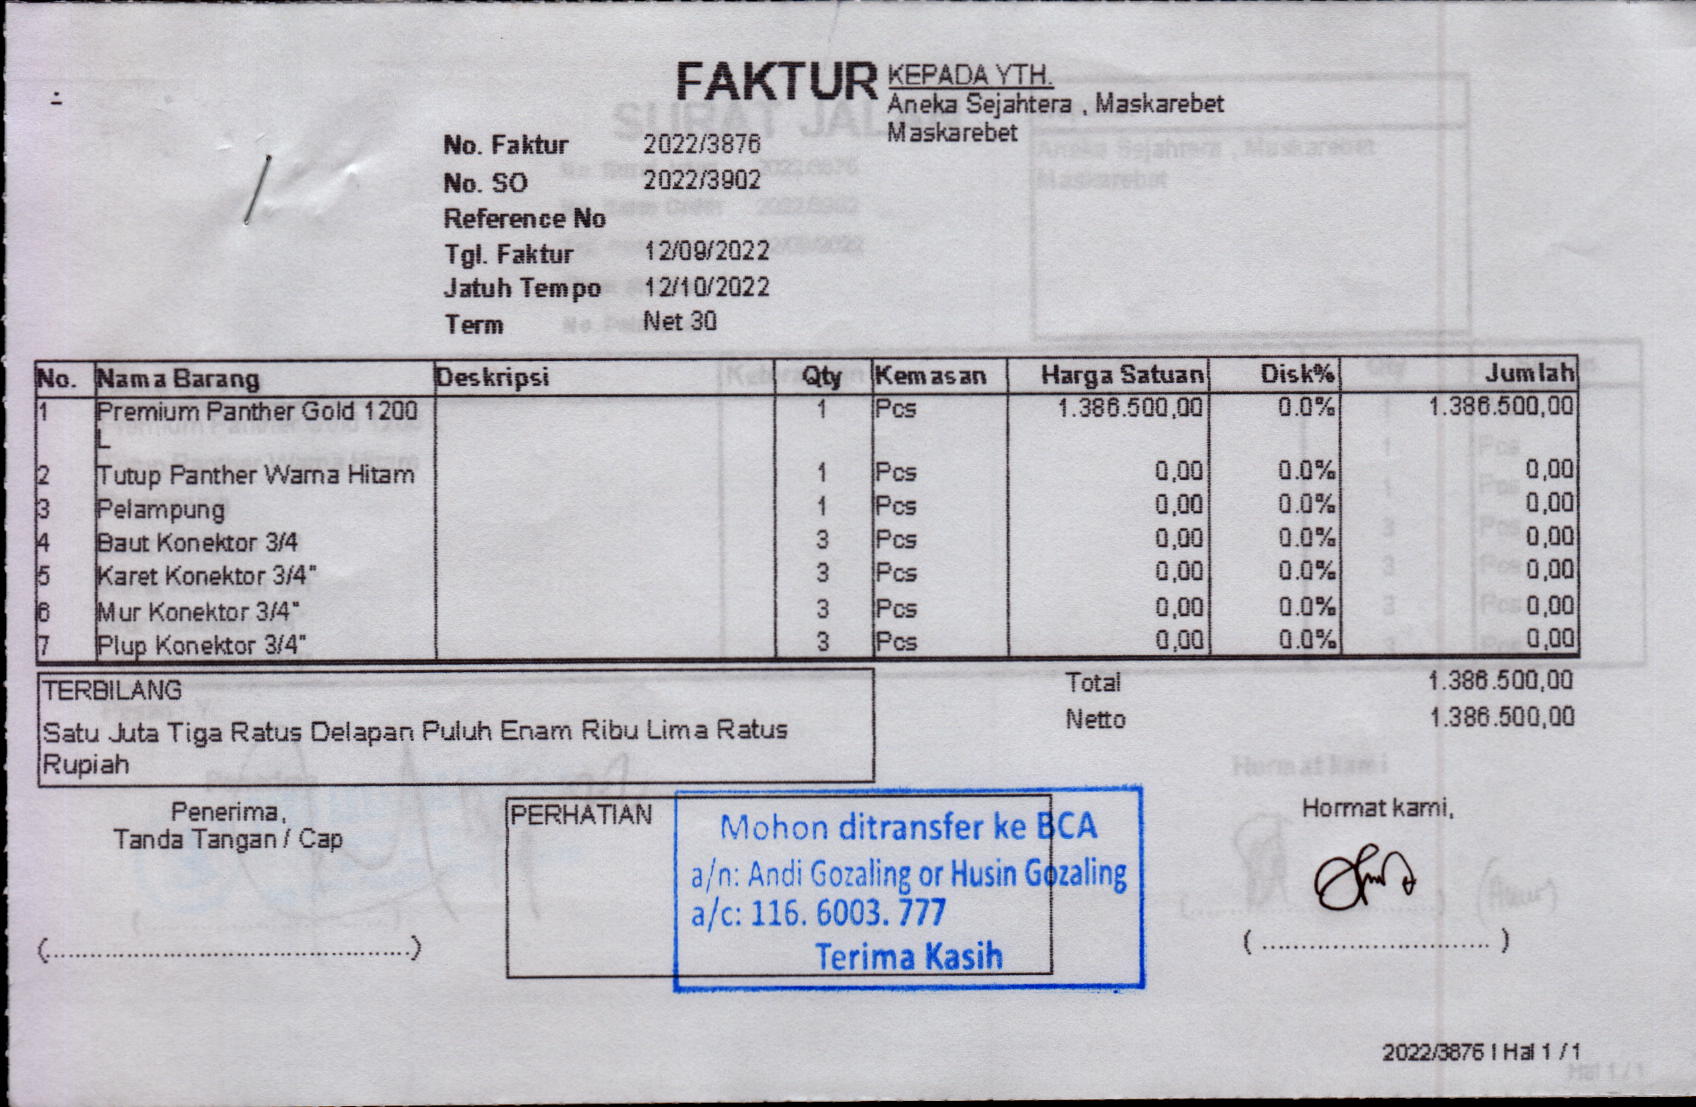 FAKTUR
KEPADA YTH.
Aneka Sejahtera , Maskarebet
Maskarebet
No. Faktur 2022/3876
No. SO 2022/3902
Reference No
Tgl. Faktur 12/09/2022
Jatuh Tempo 12/10/2022
Term Net 30
No. Nama Barang Deskripsi Qty Kemasan Harga Satuan Disk% Jumlah
1 Premium Panther Gold 1200 1 Pcs 1.386.500,00 0.0% 1.386.500,00
L
2 Tutup Panther Warna Hitam 1 Pcs 0,00 0.0% 0,00
3 Pelampung 1 Pcs 0,00 0.0% 0,00
4 Baut Konektor 3/4 3 Pcs 0,00 0.0% 0,00
5 Karet Konektor 3/4" 3 Pcs 0,00 0.0% 0,00
6 Mur Konektor 3/4" 3 Pcs 0,00 0.0% 0,00
7 Plup Konektor 3/4" 3 Pcs 0,00 0.0% 0,00
Total 1.386.500,00
Netto 1.386.500,00
TERBILANG
Satu Juta Tiga Ratus Delapan Puluh Enam Ribu Lima Ratus
Rupiah
Penerima,
Tanda Tangan / Cap
(..................................................)
PERHATIAN
Mohon ditransfer ke BCA
a/n: Andi Gozaling or Husin Gozaling
a/c: 116. 6003. 777
Terima Kasih
Hormat kami,
( ............................... )
2022/3876 | Hal 1 / 1